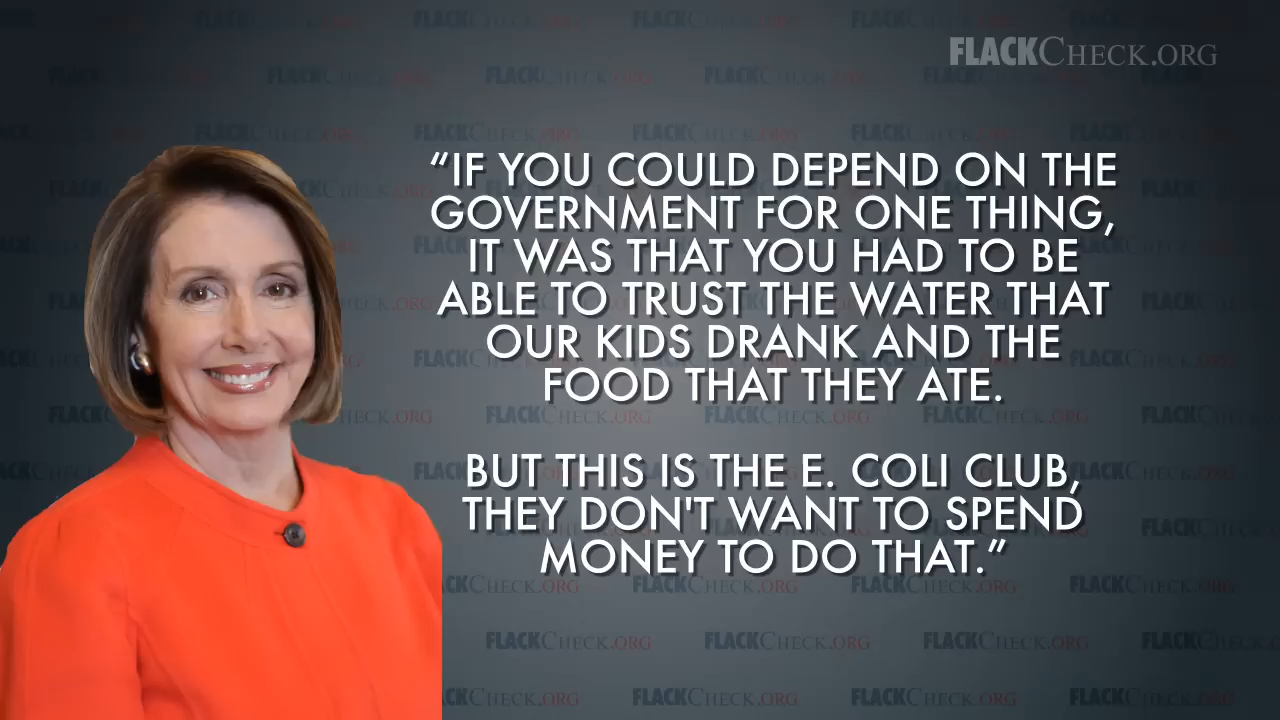 FLACKCHECK.ORG
“IF YOU COULD DEPEND ON THE
GOVERNMENT FOR ONE THING,
IT WAS THAT YOU HAD TO BE
ABLE TO TRUST THE WATER THAT
OUR KIDS DRANK AND THE
FOOD THAT THEY ATE.
BUT THIS IS THE E. COLI CLUB,
THEY DON'T WANT TO SPEND
MONEY TO DO THAT.”